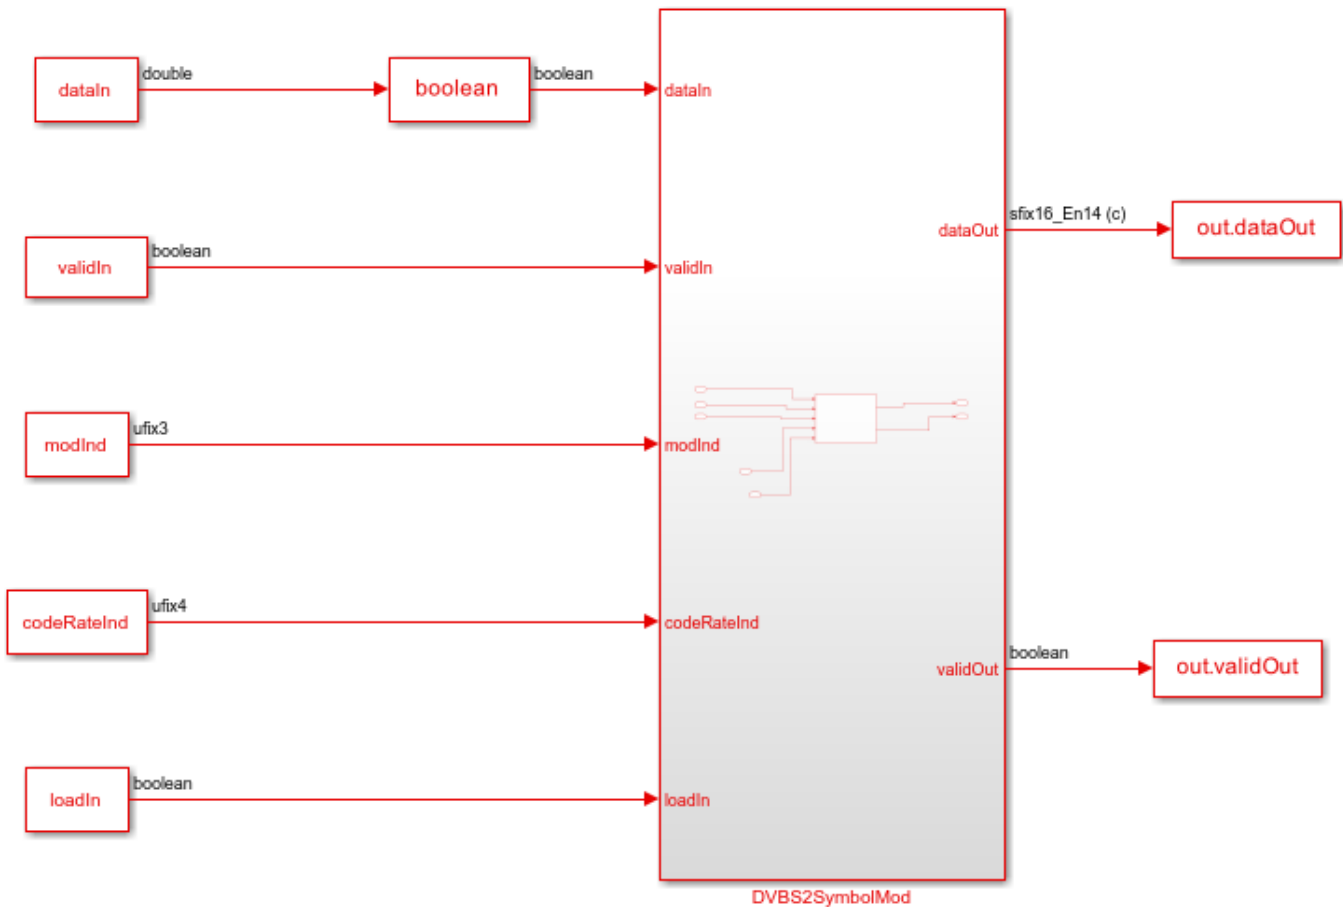 dataIn
double
boolean
boolean
dataIn
validIn
boolean
validIn
modInd
ufix3
modInd
codeRateInd
ufix4
codeRateInd
loadIn
boolean
loadIn
dataOut
sfix16_En14 (c)
out.dataOut
validOut
boolean
out.validOut
DVBS2SymbolMod